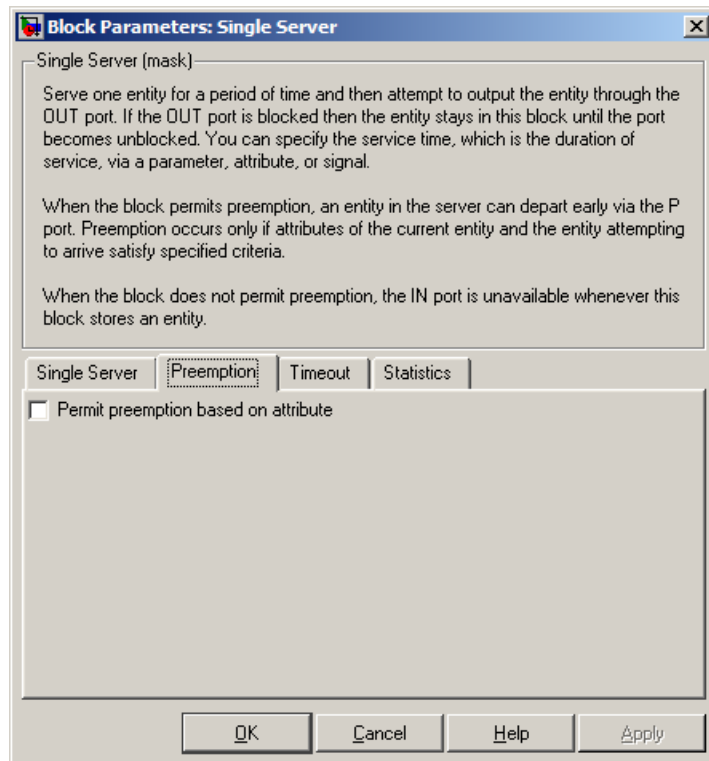 Block Parameters: Single Server
Single Server (mask)
Serve one entity for a period of time and then attempt to output the entity through the
OUT port. If the OUT port is blocked then the entity stays in this block until the port
becomes unblocked. You can specify the service time, which is the duration of
service, via a parameter, attribute, or signal.
When the block permits preemption, an entity in the server can depart early via the P
port. Preemption occurs only if attributes of the current entity and the entity attempting
to arrive satisfy specified criteria.
When the block does not permit preemption, the IN port is unavailable whenever this
block stores an entity.
Single Server Preemption Timeout Statistics
Permit preemption based on attribute
OK Cancel Help Apply